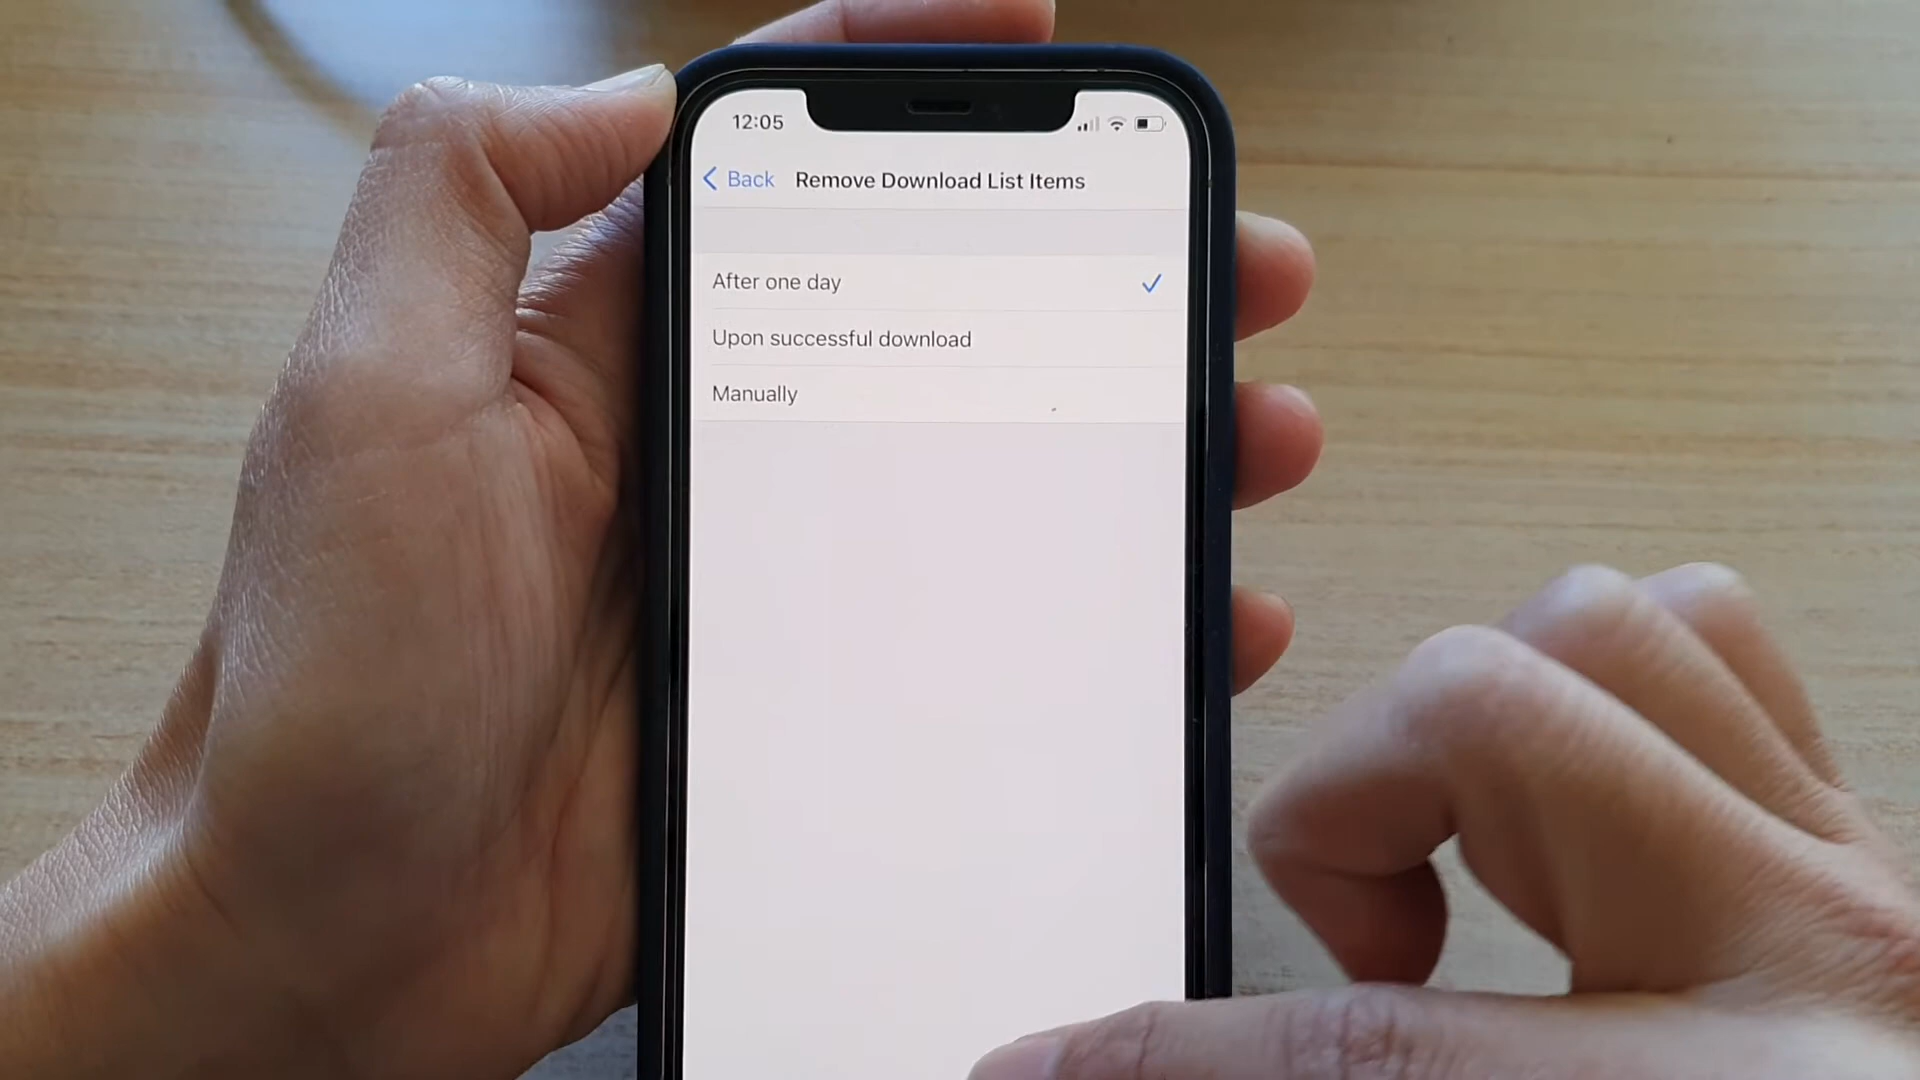 12:05
Back Remove Download List Items
After one day
Upon successful download
Manually